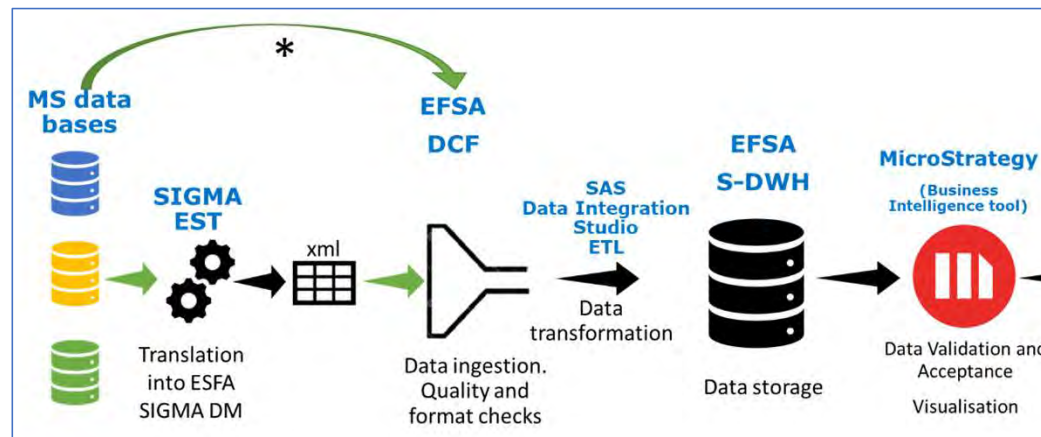 *
MS data
bases
EFSA
DCF
SIGMA
EST
xml
SAS
Data Integration
Studio
ETL
EFSA
S-DWH
MicroStrategy
(Business
Intelligence tool)
Translation
into ESFA
SIGMA DM
Data ingestion.
Quality and
format checks
Data
transformation
Data storage
Data Validation and
Acceptance
Visualisation